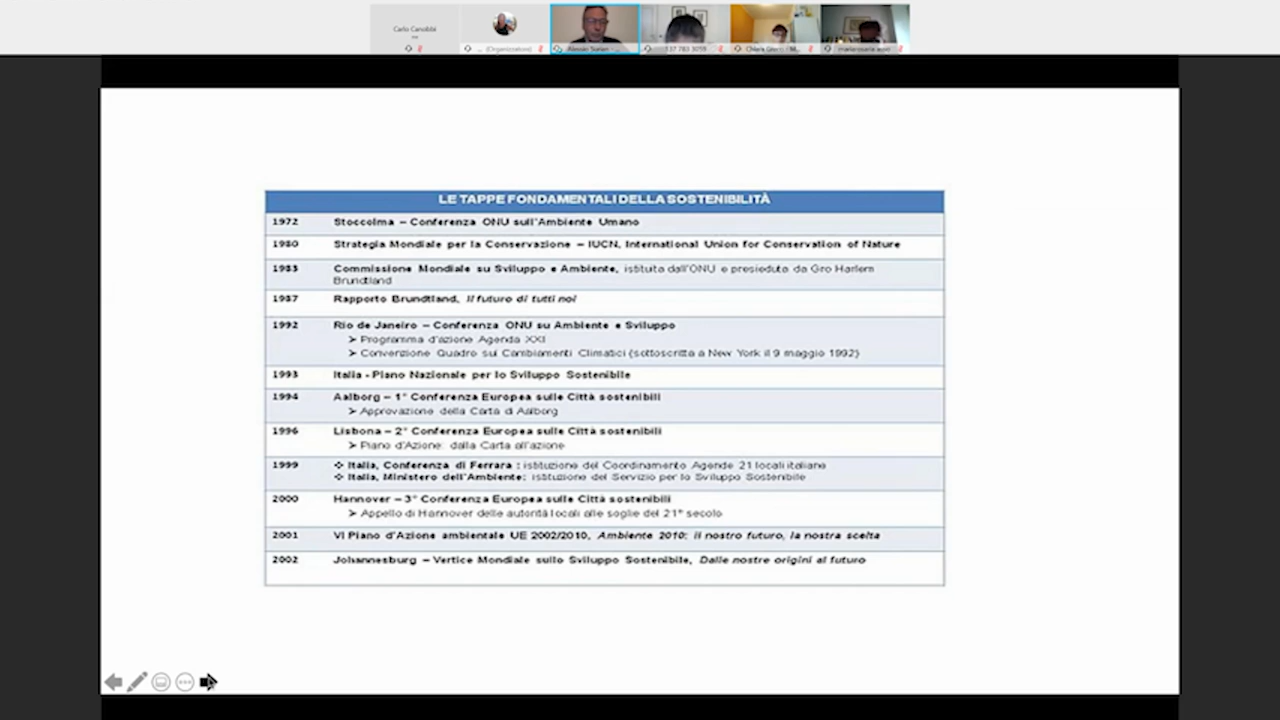 Carlo Canobbi
(Organizzatore)
Alessio Surian
137 783 3059
LE TAPPE FONDAMENTALI DELLA SOSTENIBILITÀ
1972 Stoccolma – Conferenza ONU sull'Ambiente Umano
1980 Strategia Mondiale per la Conservazione – IUCN, International Union for Conservation of Nature
1983 Commissione Mondiale su Sviluppo e Ambiente, istituita dall'ONU e presieduta da Gro Harlem
Brundtland
1987 Rapporto Brundtland, Il futuro di tutti noi
1992 Rio de Janeiro – Conferenza ONU su Ambiente e Sviluppo
➢ Programma d'azione Agenda XXI
➢ Convenzione Quadro sui Cambiamenti Climatici (sottoscritta a New York il 9 maggio 1992)
1993 Italia - Piano Nazionale per lo Sviluppo Sostenibile
1994 Aalborg – 1° Conferenza Europea sulle Città sostenibili
➢ Approvazione della Carta di Aalborg
1996 Lisbona – 2° Conferenza Europea sulle Città sostenibili
➢ Piano d'Azione: dalla Carta all'azione
1999 ❖ Italia, Conferenza di Ferrara : istituzione del Coordinamento Agende 21 locali italiane
❖ Italia, Ministero dell'Ambiente: istituzione del Servizio per lo Sviluppo Sostenibile
2000 Hannover – 3° Conferenza Europea sulle Città sostenibili
➢ Appello di Hannover delle autorità locali alle soglie del 21° secolo
2001 VI Piano d'Azione ambientale UE 2002/2010, Ambiente 2010: il nostro futuro, la nostra scelta
2002 Johannesburg – Vertice Mondiale sullo Sviluppo Sostenibile, Dalle nostre origini al futuro